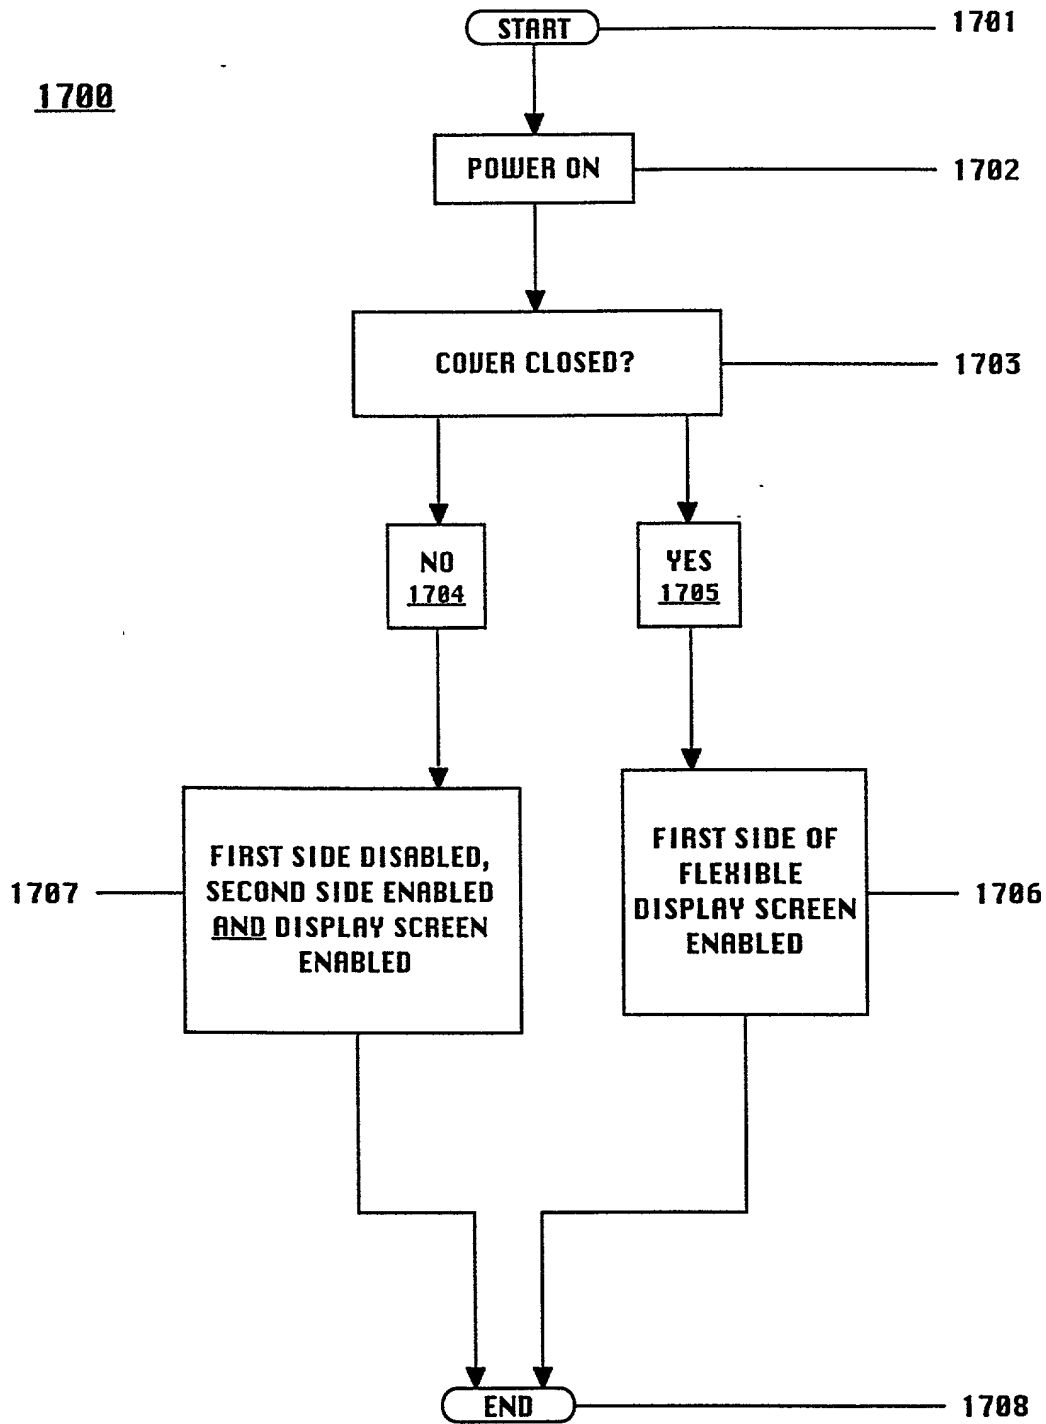 START
1701
1700
POWER ON
1702
COVER CLOSED?
1703
NO
1704
YES
1705
FIRST SIDE DISABLED,
SECOND SIDE ENABLED
AND DISPLAY SCREEN
ENABLED
1707
FIRST SIDE OF
FLEXIBLE
DISPLAY SCREEN
ENABLED
1706
END
1708